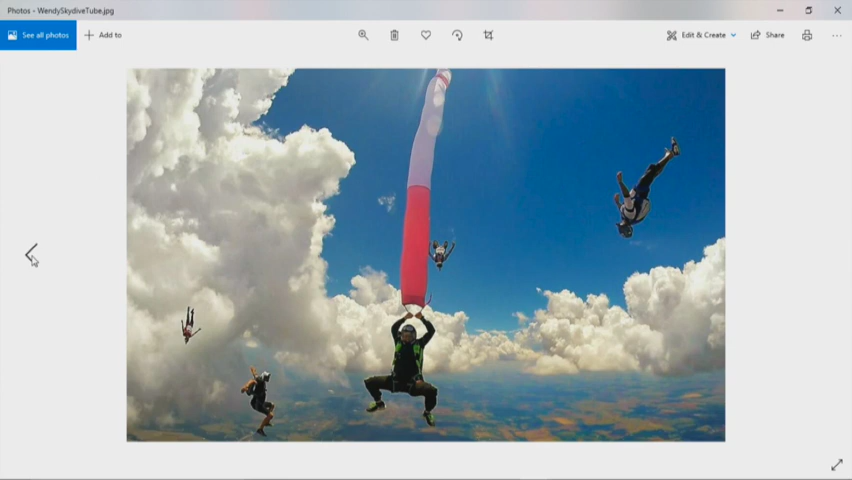 Photos - WendySkydiveTube.jpg
See all photos
Add to
Edit & Create
Share